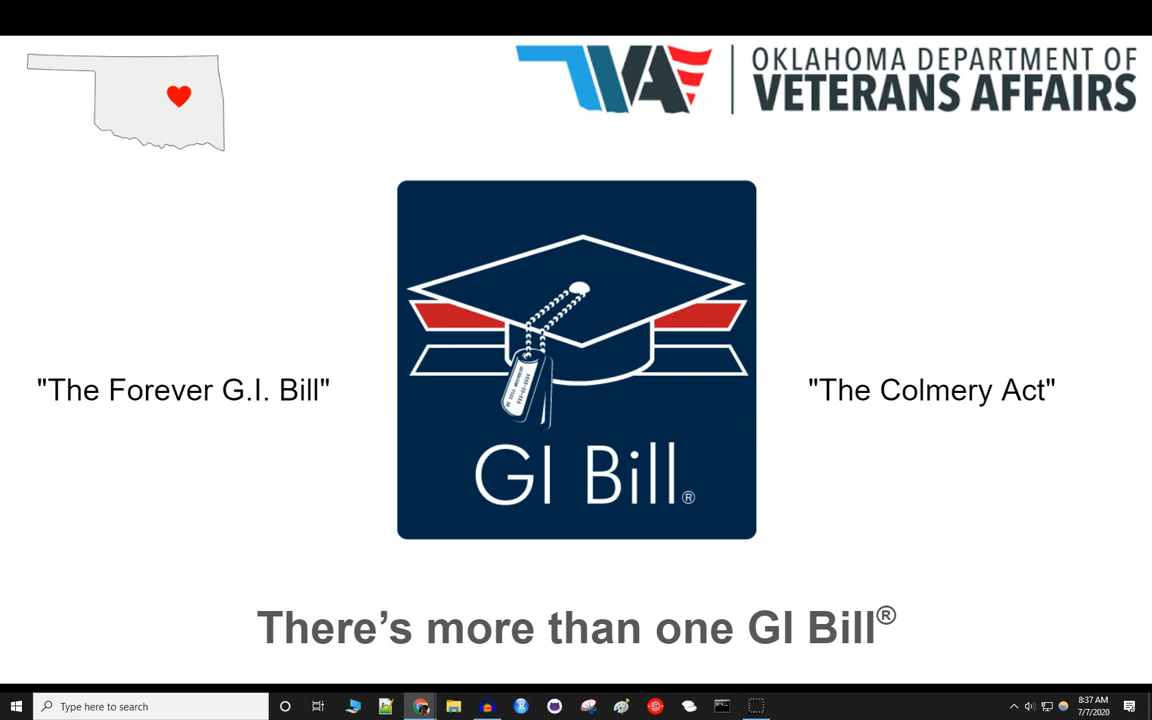 OKLAHOMA DEPARTMENT OF
VETERANS AFFAIRS
"The Forever G.I. Bill"
"The Colmery Act"
GI Bill®
There's more than one GI Bill®
Type here to search
8:37 AM
7/7/2020